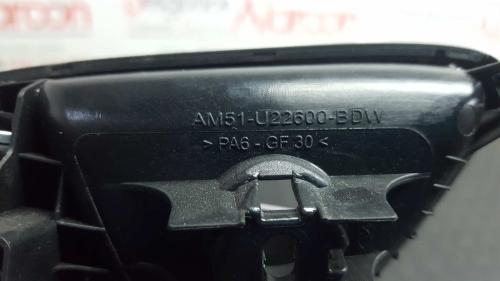 AM51-U22600-BDW
> PA6 - GF 30 <